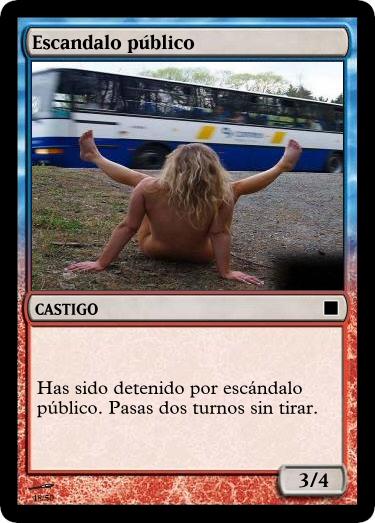 Escandalo público
CASTIGO
Has sido detenido por escándalo
público. Pasas dos turnos sin tirar.
3/4